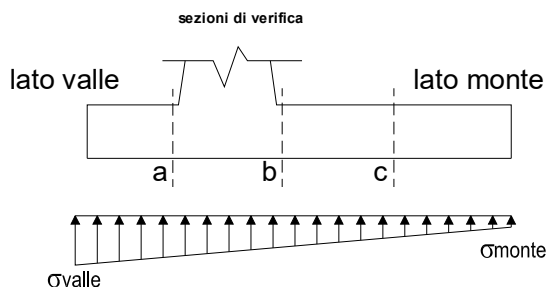 sezioni di verifica
lato valle
lato monte
a
b
c
σvalle
σmonte